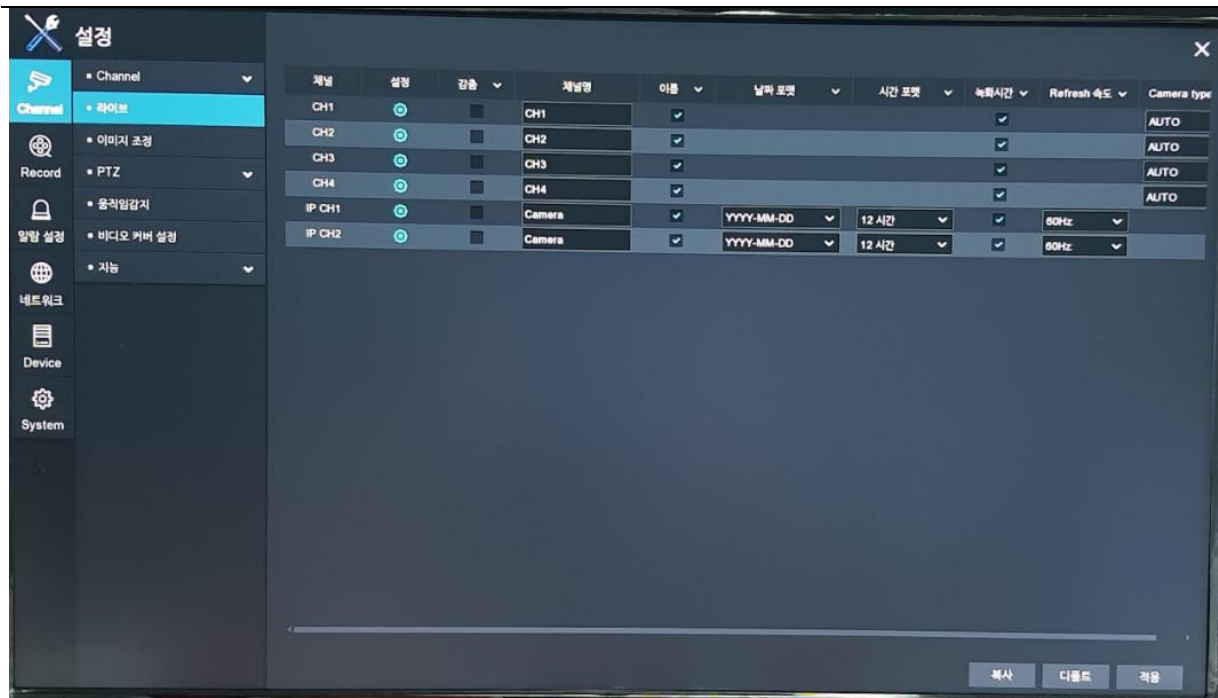 설정
Channel
Record
알람 설정
네트워크
Device
System
Channel
라이브
이미지 조정
PTZ
움직임감지
비디오 커버 설정
지능
채널 설정 감춤 채널명 이름 날짜 포맷 시간 포맷 녹화시간 Refresh 속도 Camera type
CH1 CH1 AUTO
CH2 CH2 AUTO
CH3 CH3 AUTO
CH4 CH4 AUTO
IP CH1 Camera YYYY-MM-DD 12 시간 60Hz
IP CH2 Camera YYYY-MM-DD 12 시간 60Hz
복사 디폴트 적용